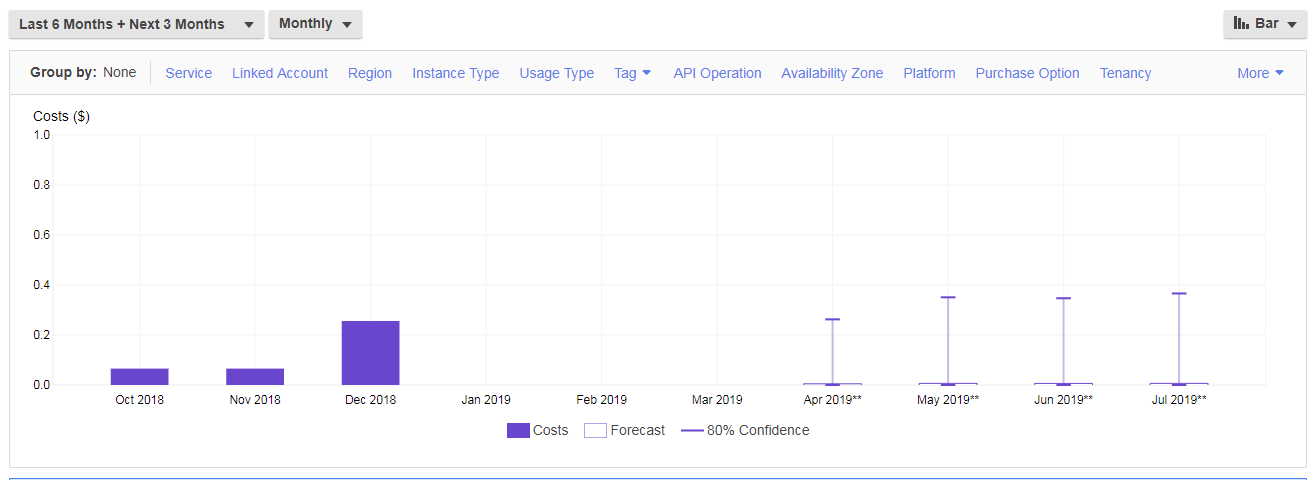 Last 6 Months + Next 3 Months Monthly Bar
Group by: None Service Linked Account Region Instance Type Usage Type Tag API Operation Availability Zone Platform Purchase Option Tenancy More
Costs ($)
1.0
0.8
0.6
0.4
0.2
0.0
Oct 2018 Nov 2018 Dec 2018 Jan 2019 Feb 2019 Mar 2019 Apr 2019** May 2019** Jun 2019** Jul 2019**
Costs Forecast 80% Confidence